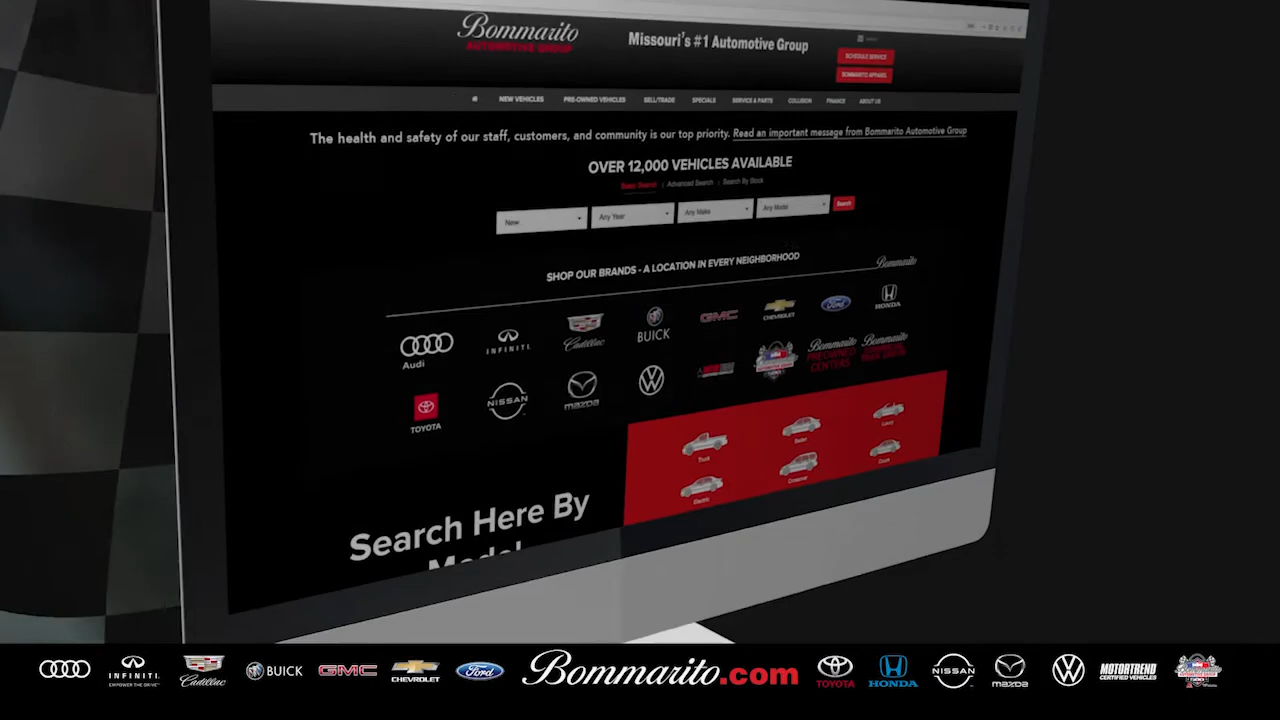 Bommarito
AUTOMOTIVE GROUP
Missouri's #1 Automotive Group
SCHEDULE SERVICE
BOMMARITO AFFAIRS
NEW VEHICLES PRE-OWNED VEHICLES SELL/TRADE SPECIALS SERVICE & PARTS COLLISION FINANCE ABOUT US
The health and safety of our staff, customers, and community is our top priority. Read an important message from Bommarito Automotive Group
OVER 12,000 VEHICLES AVAILABLE
Basic Search | Advanced Search | Search By Stock
New Any Year Any Make Any Model Search
SHOP OUR BRANDS - A LOCATION IN EVERY NEIGHBORHOOD
Bommarito
Audi INFINITI Cadillac BUICK GMC CHEVROLET Ford HONDA
TOYOTA NISSAN mazda
Bommarito PRE-OWNED CENTERS
Bommarito
Truck Sedan Luxury
Electric Crossover Coupe
Search Here By
Model
INFINITI EMPOWER THE DRIVE Cadillac BUICK GMC CHEVROLET Ford Bommarito.com TOYOTA HONDA NISSAN mazda MOTORTREND CERTIFIED VEHICLES